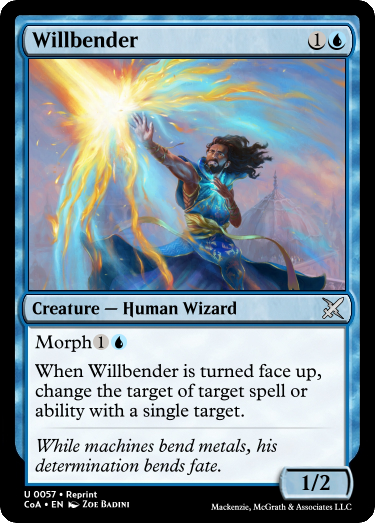 Willbender 1
Creature — Human Wizard
Morph 1
When Willbender is turned face up,
change the target of target spell or
ability with a single target.
While machines bend metals, his
determination bends fate.
1/2
U 0057 • Reprint
CoA • EN Zoe Badini
Mackenzie, McGrath & Associates LLC